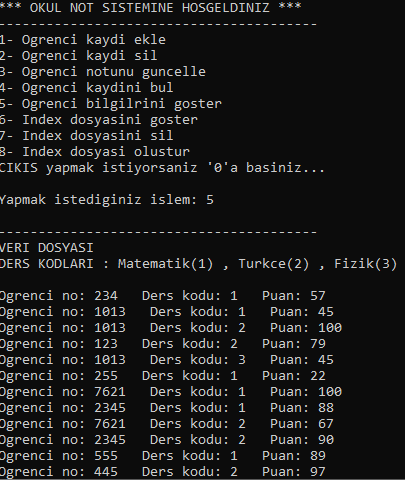 *** OKUL NOT SISTEMINE HOSGELDINIZ ***
----------------------------------------
1- Ogrenci kaydi ekle
2- Ogrenci kaydi sil
3- Ogrenci notunu guncelle
4- Ogrenci kaydini bul
5- Ogrenci bilgilrini goster
6- Index dosyasini goster
7- Index dosyasini sil
8- Index dosyasi olustur
CIKIS yapmak istiyorsaniz '0'a basiniz...
Yapmak istediginiz islem: 5
----------------------------------------
VERI DOSYASI
DERS KODLARI : Matematik(1) , Turkce(2) , Fizik(3)
Ogrenci no: 234 Ders kodu: 1 Puan: 57
Ogrenci no: 1013 Ders kodu: 1 Puan: 45
Ogrenci no: 1013 Ders kodu: 2 Puan: 100
Ogrenci no: 123 Ders kodu: 2 Puan: 79
Ogrenci no: 1013 Ders kodu: 3 Puan: 45
Ogrenci no: 255 Ders kodu: 1 Puan: 22
Ogrenci no: 7621 Ders kodu: 1 Puan: 100
Ogrenci no: 2345 Ders kodu: 1 Puan: 88
Ogrenci no: 7621 Ders kodu: 2 Puan: 67
Ogrenci no: 2345 Ders kodu: 2 Puan: 90
Ogrenci no: 555 Ders kodu: 1 Puan: 89
Ogrenci no: 445 Ders kodu: 2 Puan: 97